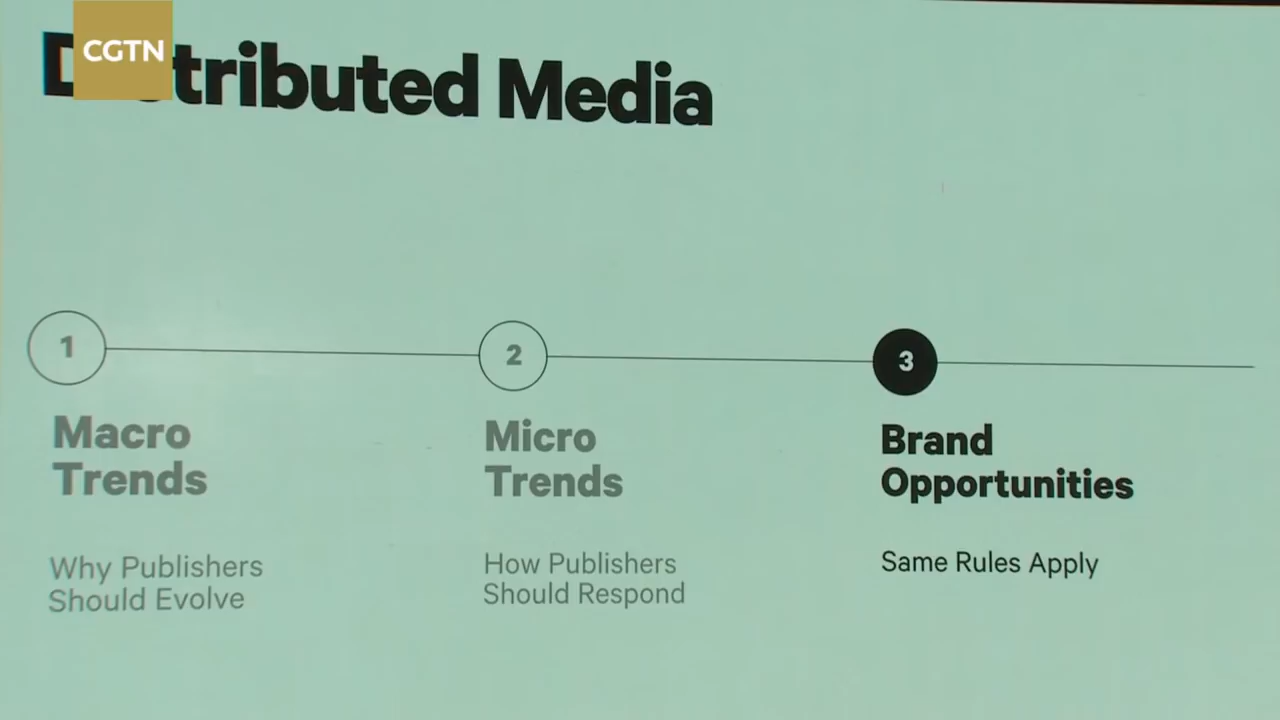 CGTN
Distributed Media
1
2
3
Macro
Trends
Micro
Trends
Brand
Opportunities
Why Publishers
Should Evolve
How Publishers
Should Respond
Same Rules Apply